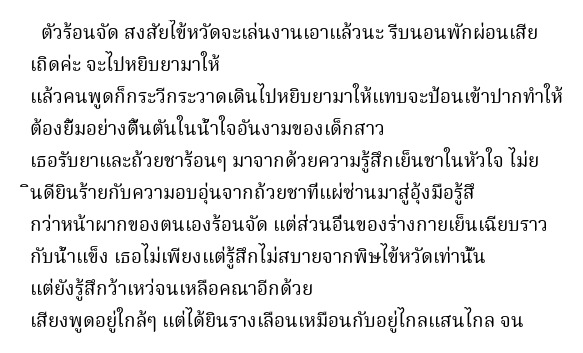 ตัวร้อนจัด สงสัยไข้หวัดจะเล่นงานเอาแล้วนะ รีบนอนพักผ่อนเสีย
เถิดค่ะ จะไปหยิบยามาให้
แล้วคนพูดก็กระวีกระวาดเดินไปหยิบยามาให้แทบจะป้อนเข้าปากทำให้
ต้องยิ้มอย่างตื้นตันในน้ำใจอันงามของเด็กสาว
เธอรับยาและถ้วยชาร้อนๆ มาจากด้วยความรู้สึกเย็นชาในหัวใจ ไม่ย
ินดียินร้ายกับความอบอุ่นจากถ้วยชาที่แผ่ซ่านมาสู่อุ้งมือรู้สึ
กว่าหน้าผากของตนเองร้อนจัด แต่ส่วนอื่นของร่างกายเย็นเฉียบราว
กับน้ำแข็ง เธอไม่เพียงแต่รู้สึกไม่สบายจากพิษไข้หวัดเท่านั้น
แต่ยังรู้สึกว้าเหว่จนเหลือคณาอีกด้วย
เสียงพูดอยู่ใกล้ๆ แต่ได้ยินรางเลือนเหมือนกับอยู่ไกลแสนไกล จน